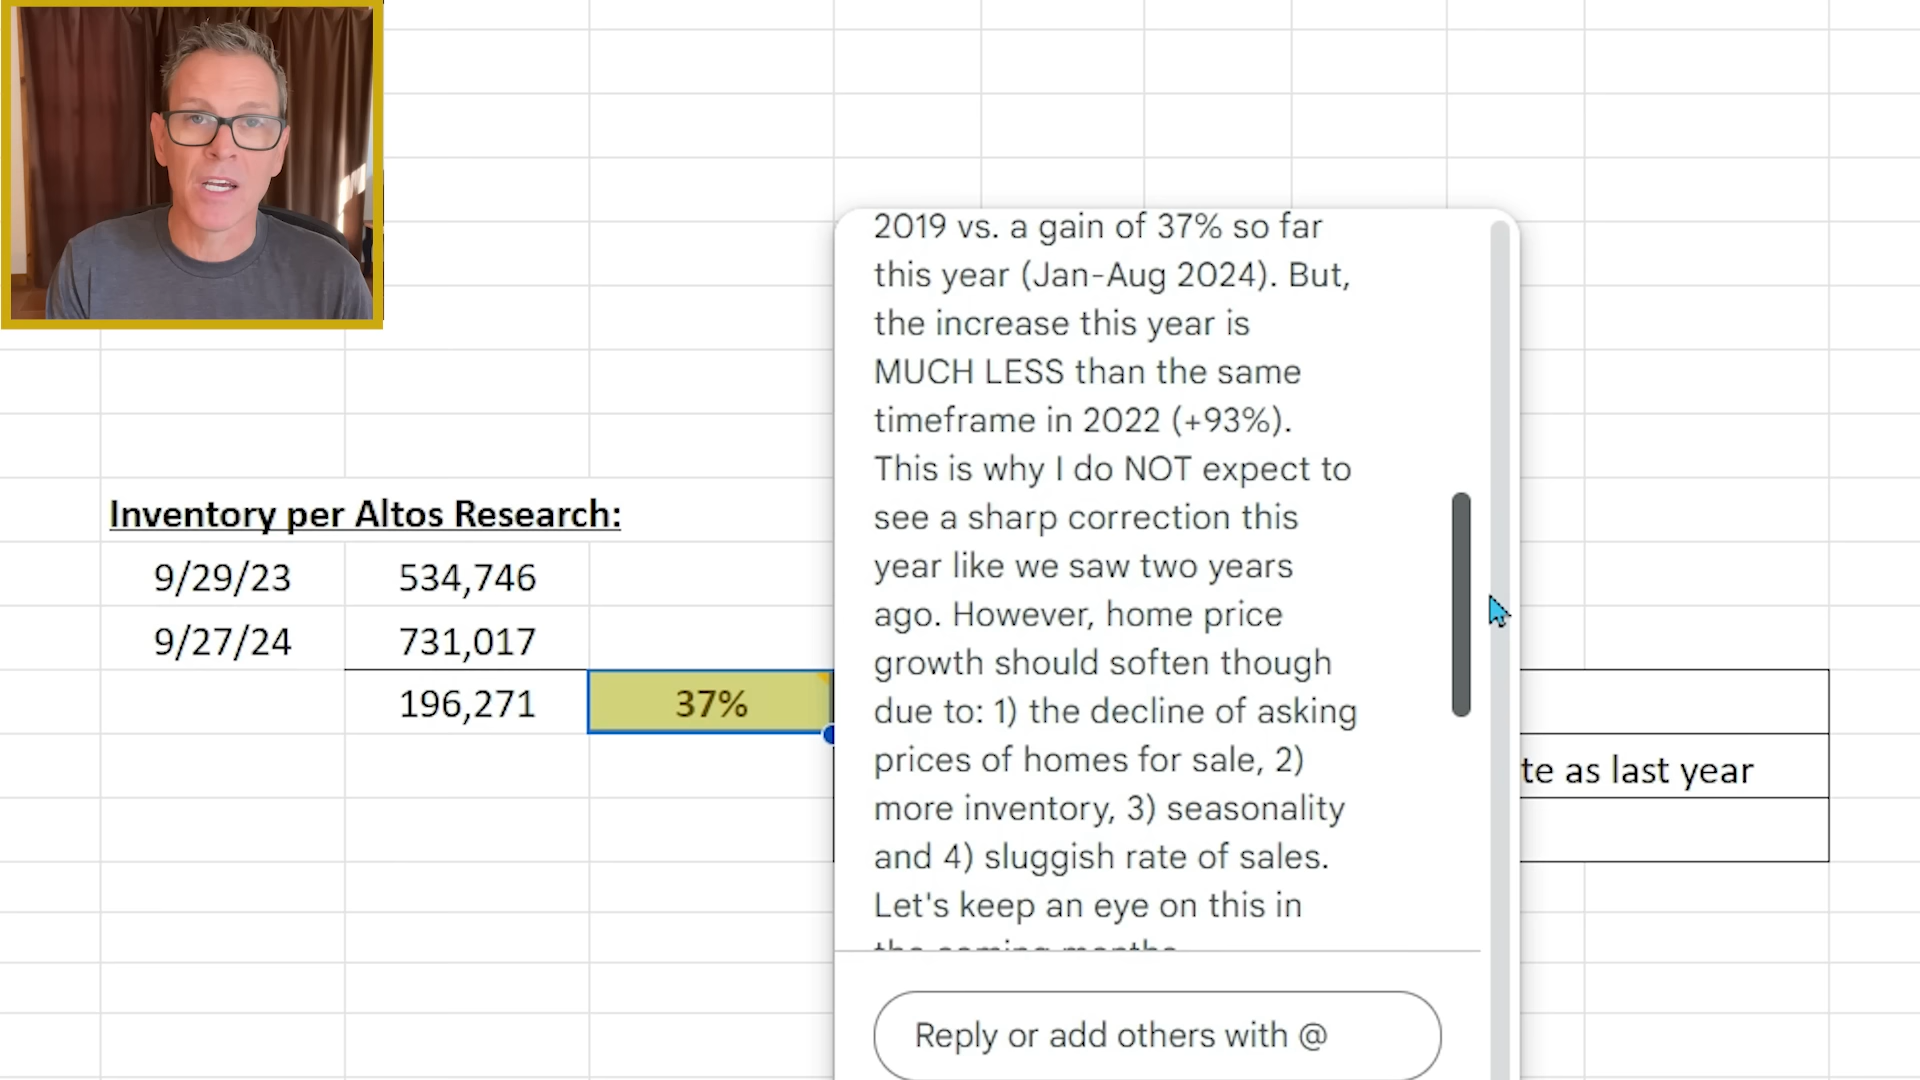 Inventory per Altos Research:
9/29/23 534,746
9/27/24 731,017
196,271 37%
2019 vs. a gain of 37% so far
this year (Jan-Aug 2024). But,
the increase this year is
MUCH LESS than the same
timeframe in 2022 (+93%).
This is why I do NOT expect to
see a sharp correction this
year like we saw two years
ago. However, home price
growth should soften though
due to: 1) the decline of asking
prices of homes for sale, 2)
more inventory, 3) seasonality
and 4) sluggish rate of sales.
Let's keep an eye on this in
the coming months
Reply or add others with @
te as last year